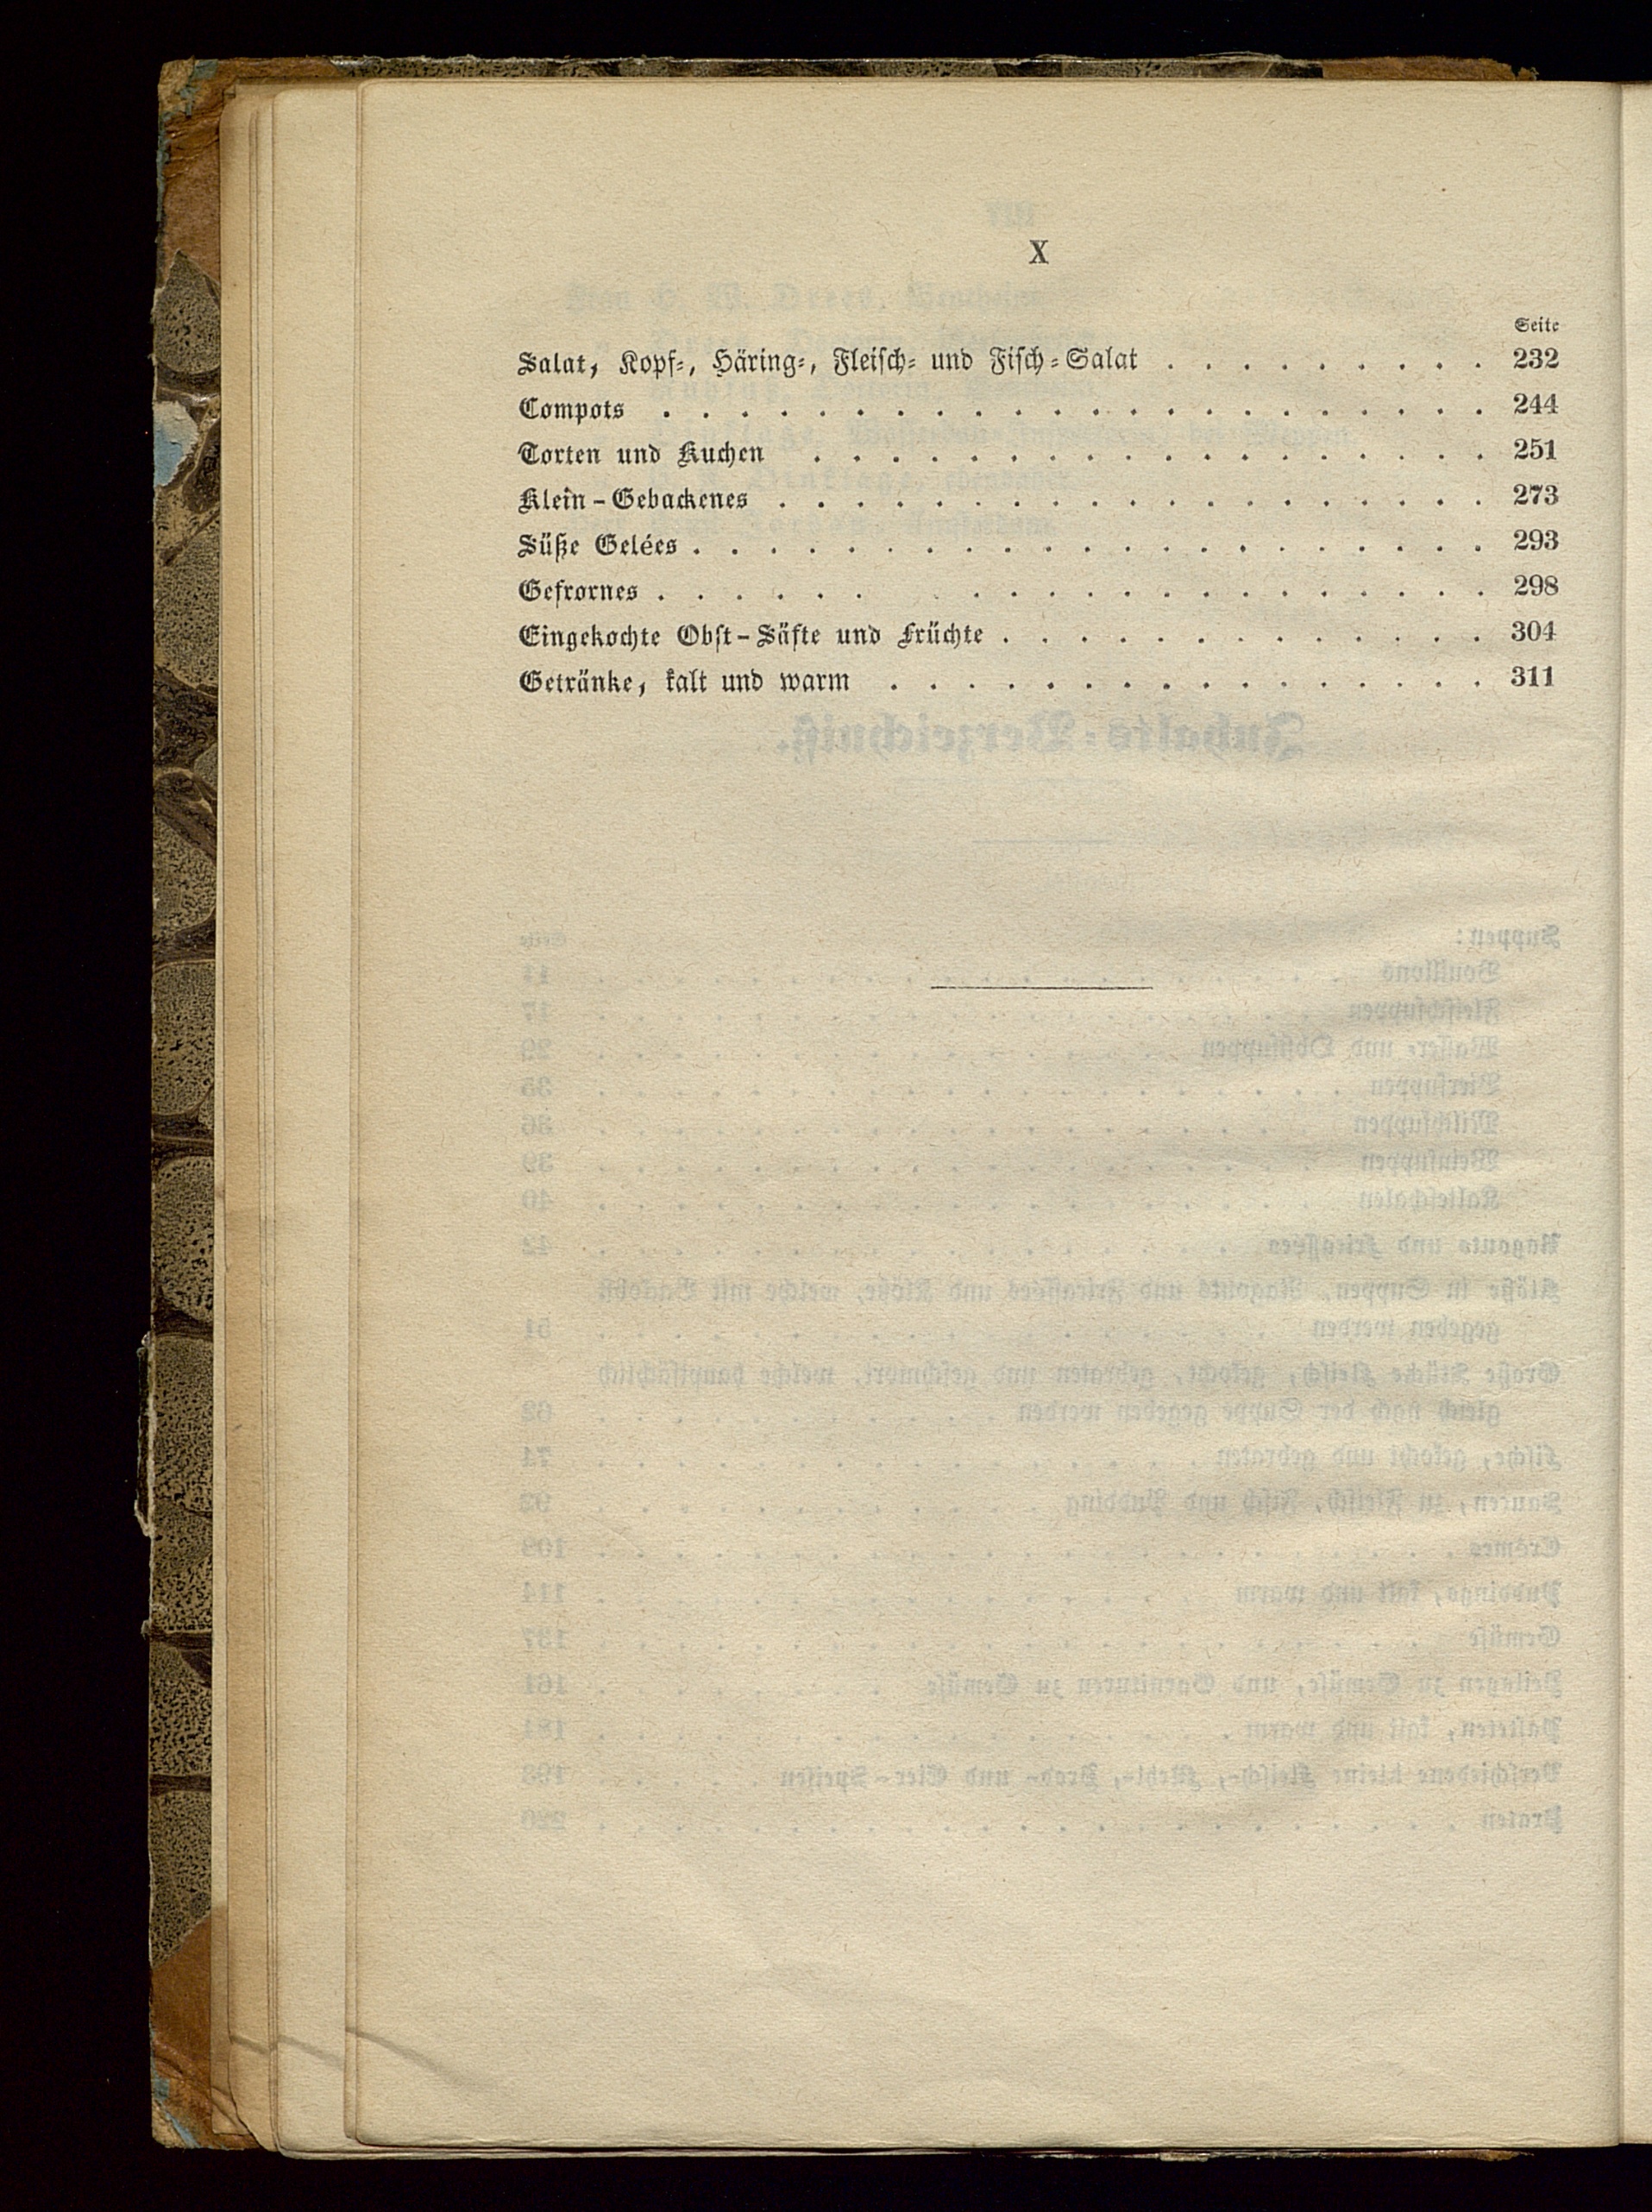 X
Seite
Salat, Kopf-, Häring-, Fleisch- und Fisch-Salat . . . . . . . . . 232
Compots . . . . . . . . . . . . . . . . . . . . . . 244
Torten und Kuchen . . . . . . . . . . . . . . . . . . 251
Klein-Gebackenes . . . . . . . . . . . . . . . . . . . 273
Süße Gelées . . . . . . . . . . . . . . . . . . . . . 293
Gefrornes . . . . . . . . . . . . . . . . . . . . 298
Eingekochte Obst-Säfte und Früchte . . . . . . . . . . . . . 304
Getränke, kalt und warm . . . . . . . . . . . . . . . . 311